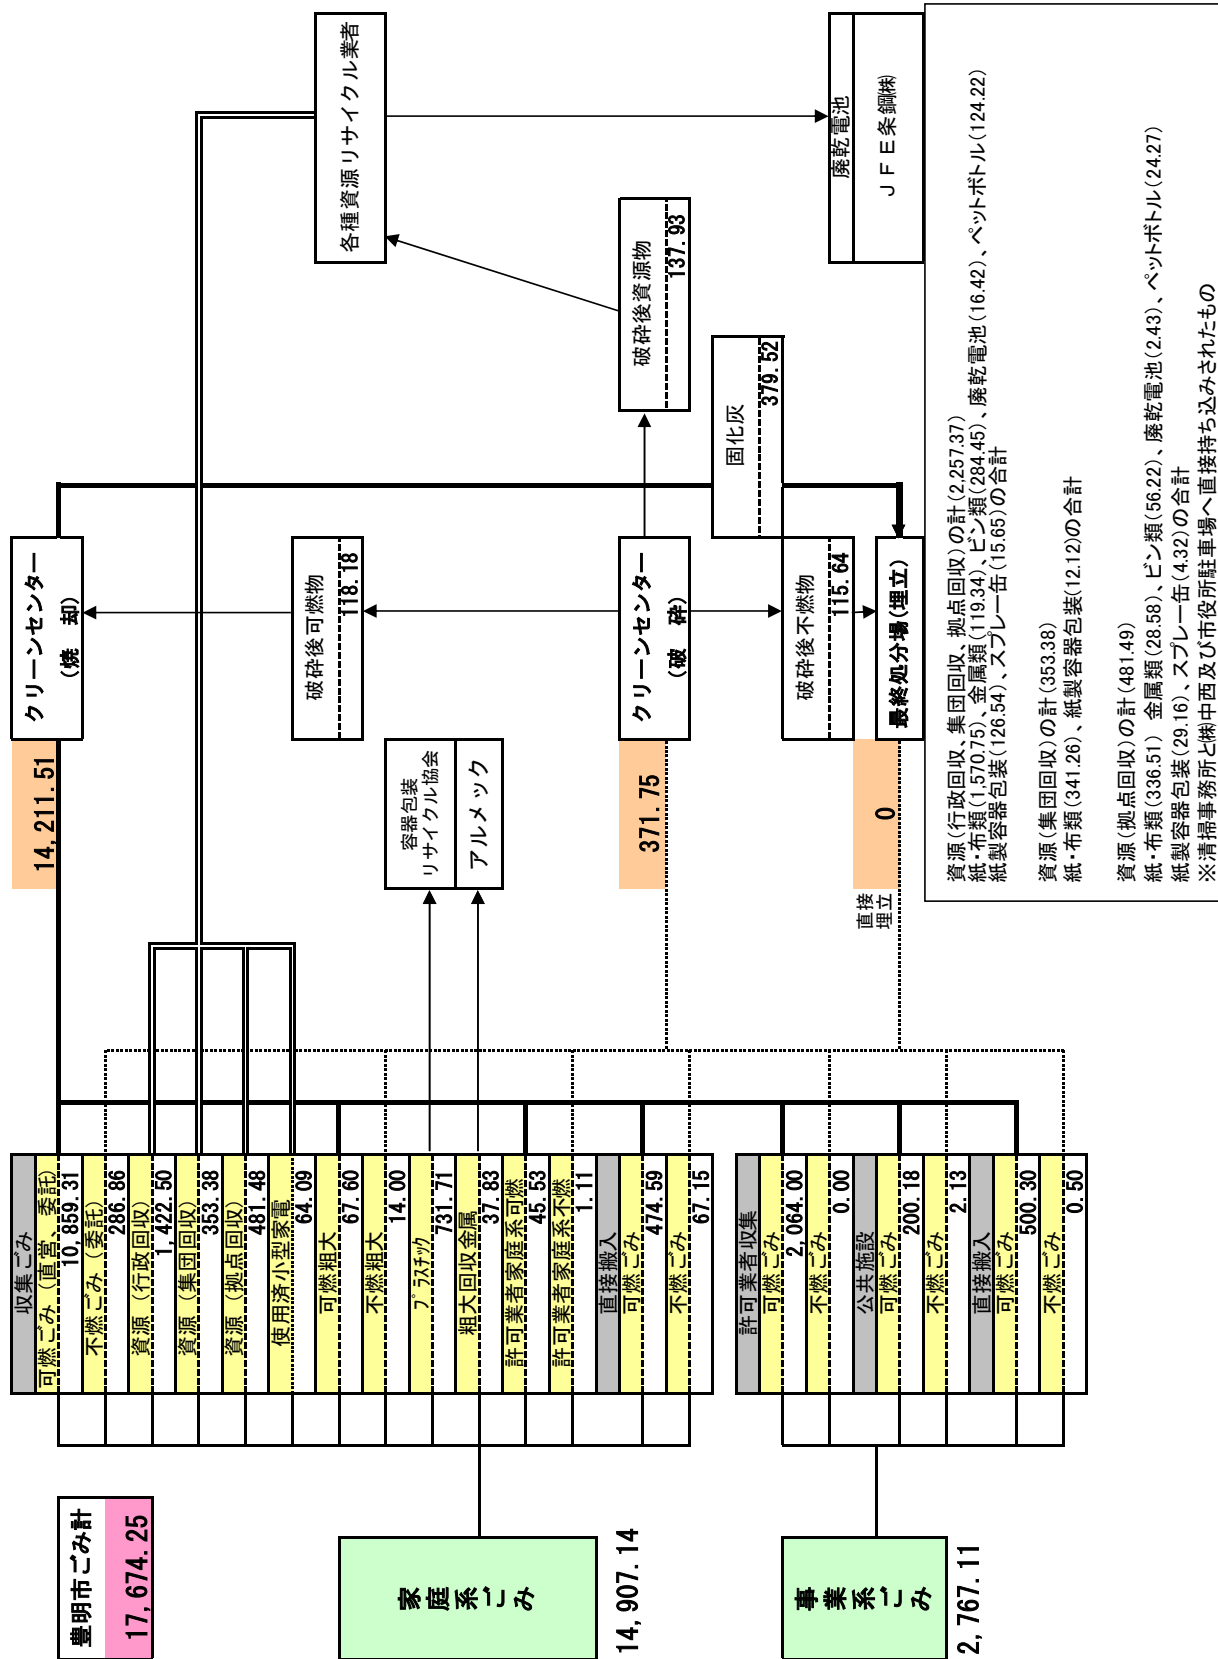 豊明市ごみ計
17,674.25
家庭系ごみ
14,907.14
事業系ごみ
2,767.11
収集ごみ
可燃ごみ（直営、委託）
10,859.31
不燃ごみ（委託）
286.86
資源（行政回収）
1,422.50
資源（集団回収）
353.38
資源（拠点回収）
481.48
使用済小型家電
64.09
可燃粗大
67.60
不燃粗大
14.00
プラスチック
731.71
粗大回収金属
37.83
許可業者家庭系可燃
45.53
許可業者家庭系不燃
1.11
直接搬入
可燃ごみ
474.59
不燃ごみ
67.15
許可業者収集
可燃ごみ
2,064.00
不燃ごみ
0.00
公共施設
可燃ごみ
200.18
不燃ごみ
2.13
直接搬入
可燃ごみ
500.30
不燃ごみ
0.50
14,211.51
クリーンセンター
（焼　却）
破砕後可燃物
118.18
容器包装
リサイクル協会
アルメック
371.75
クリーンセンター
（破　砕）
破砕後不燃物
115.64
直接
埋立
0
最終処分場（埋立）
固化灰
379.52
破砕後資源物
137.93
各種資源リサイクル業者
廃乾電池
ＪＦＥ条鋼㈱
資源（行政回収、集団回収、拠点回収）の計（2,257.37）
紙・布類（1,570.75）、金属類（119.34）、ビン類（284.45）、廃乾電池（16.42）、ペットボトル（124.22）
紙製容器包装（126.54）、スプレー缶（15.65）の合計
資源（集団回収）の計（353.38）
紙・布類（341.26）、紙製容器包装（12.12）の合計
資源（拠点回収）の計（481.49）
紙・布類（336.51）　金属類（28.58）、ビン類（56.22）、廃乾電池（2.43）、ペットボトル（24.27）
紙製容器包装（29.16）、スプレー缶（4.32）の合計
※清掃事務所と㈱中西及び市役所駐車場へ直接持ち込みされたもの